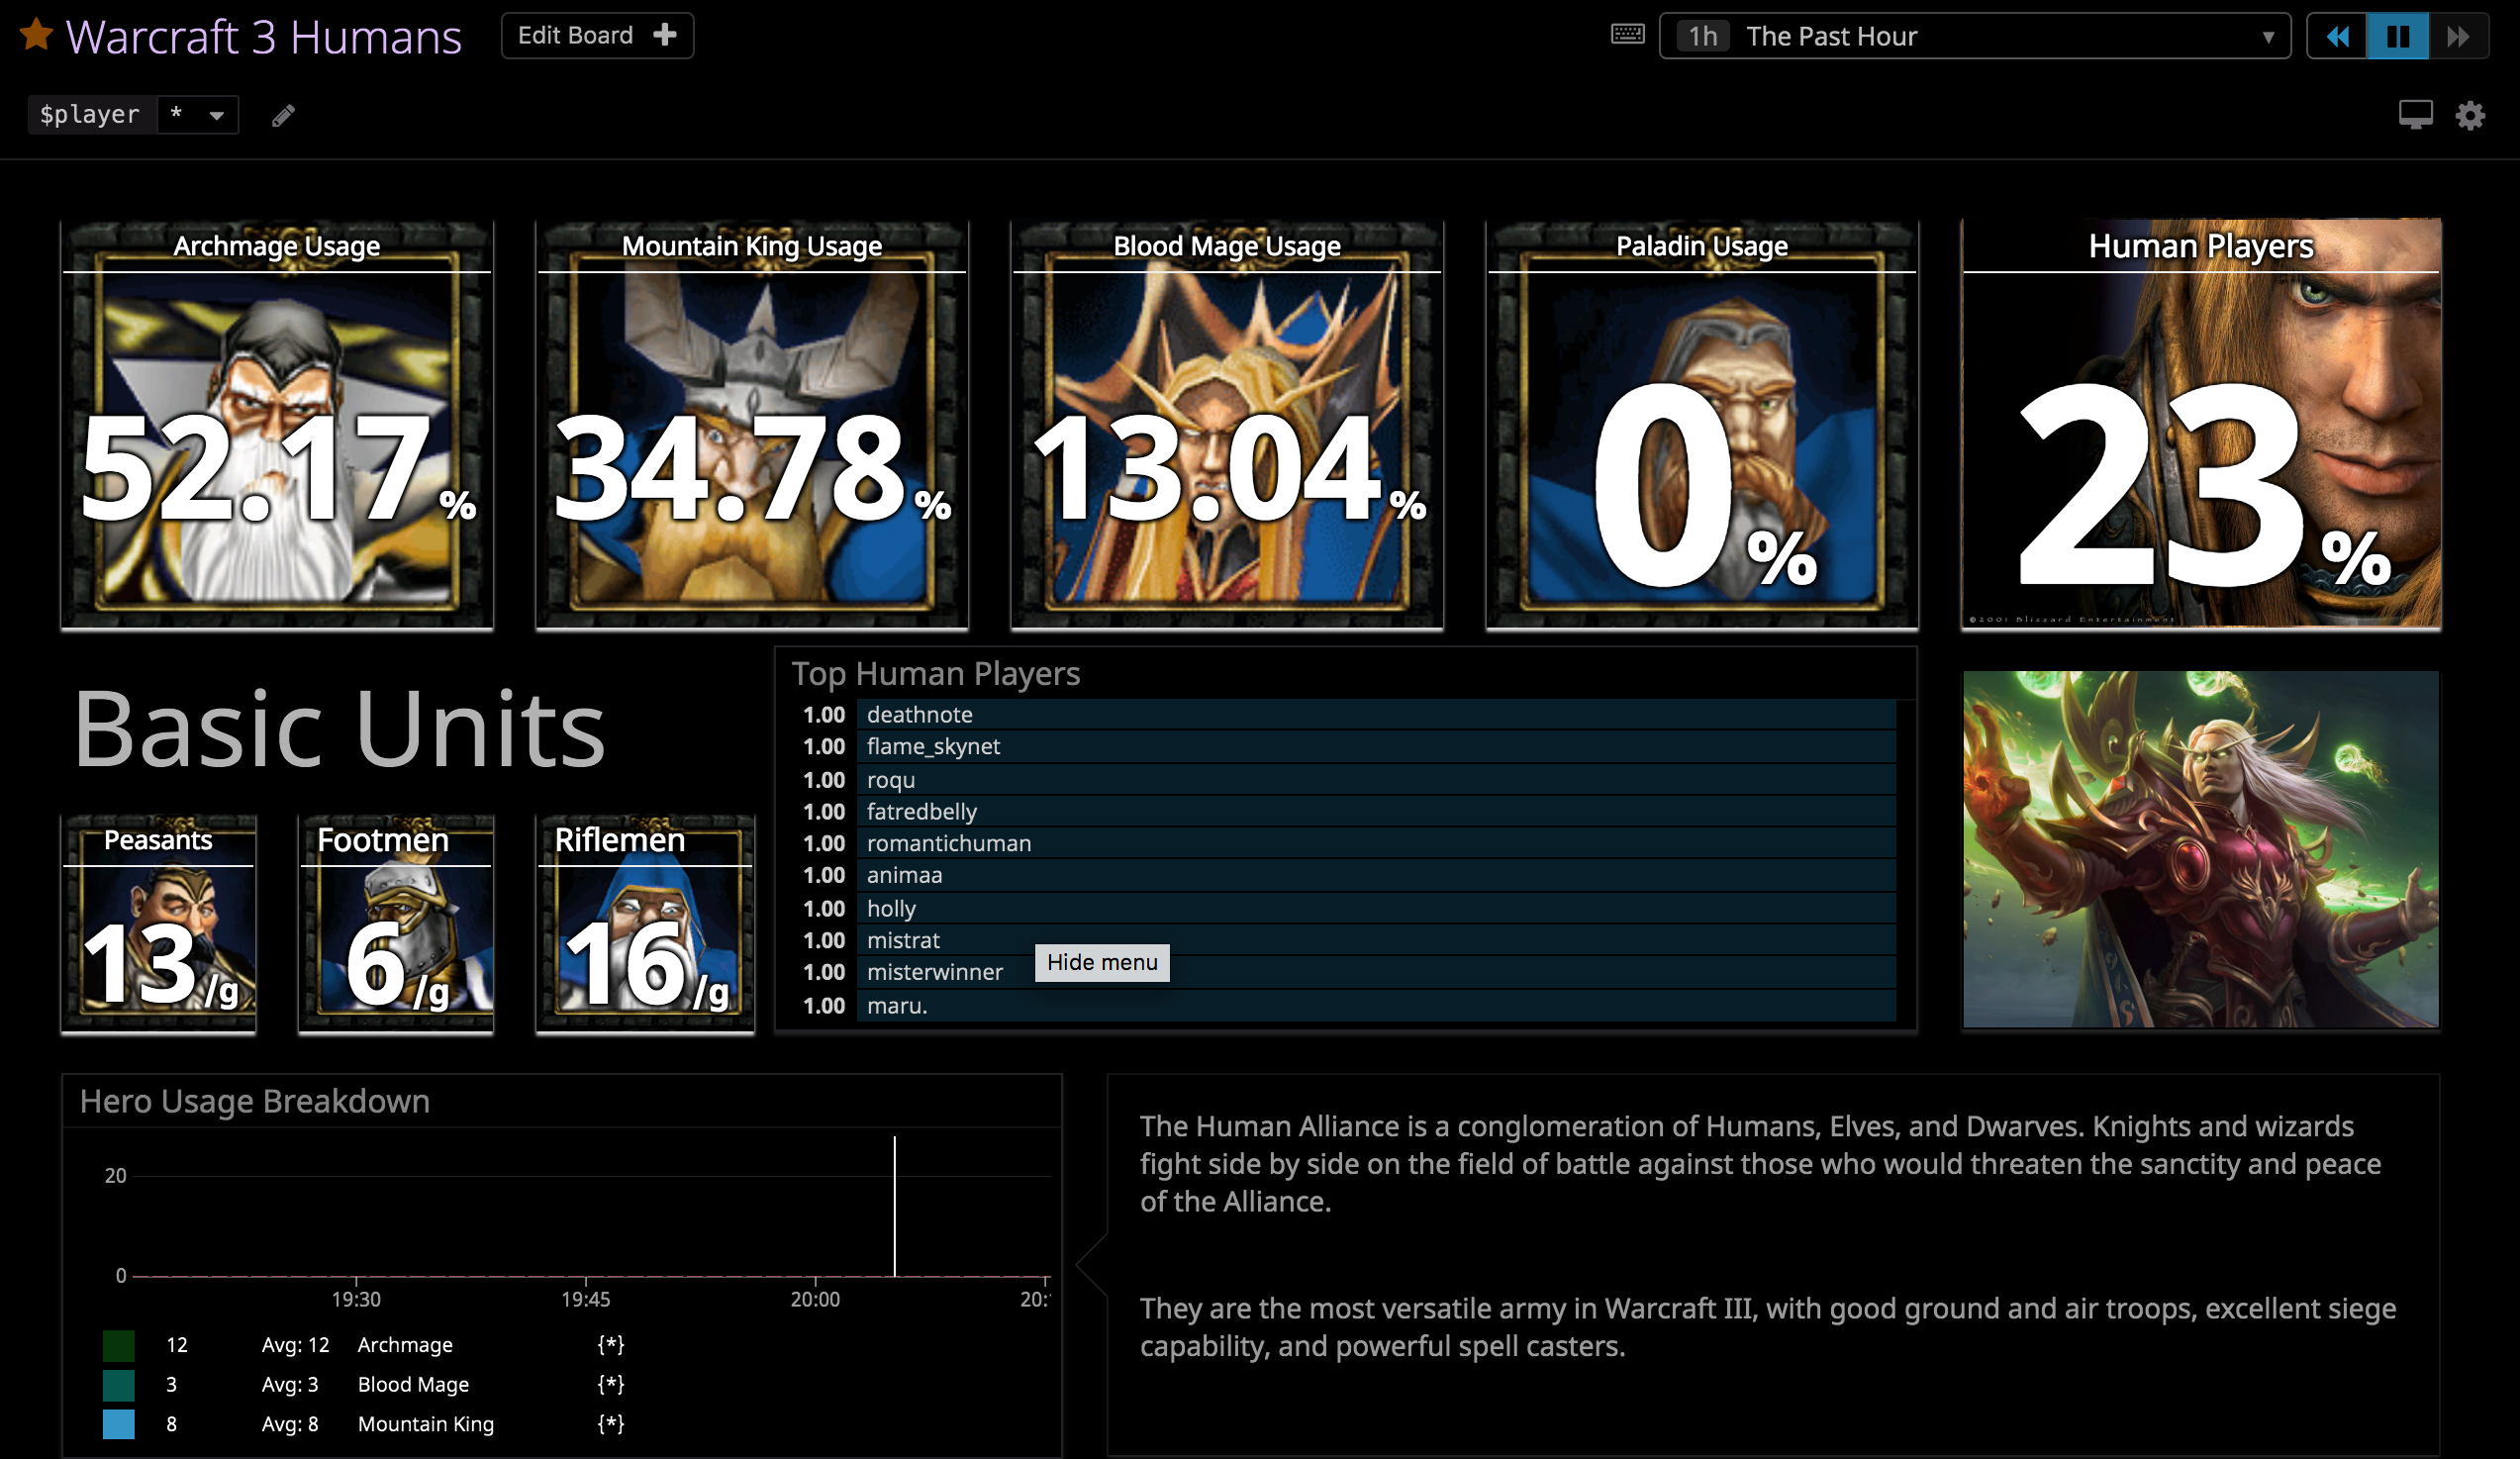 Warcraft 3 Humans
Edit Board +
1h The Past Hour
$player *
Archmage Usage
52.17 %
Mountain King Usage
34.78 %
Blood Mage Usage
13.04 %
Paladin Usage
0 %
Human Players
23 %
©2001 Blizzard Entertainment
Basic Units
Peasants
13 /g
Footmen
6 /g
Riflemen
16 /g
Top Human Players
1.00 deathnote
1.00 flame_skynet
1.00 roqu
1.00 fatredbelly
1.00 romantichuman
1.00 animaa
1.00 holly
1.00 mistrat
1.00 misterwinner
1.00 maru.
Hide menu
Hero Usage Breakdown
20
0
19:30 19:45 20:00 20:
12 Avg: 12 Archmage {*}
3 Avg: 3 Blood Mage {*}
8 Avg: 8 Mountain King {*}
The Human Alliance is a conglomeration of Humans, Elves, and Dwarves. Knights and wizards
fight side by side on the field of battle against those who would threaten the sanctity and peace
of the Alliance.
They are the most versatile army in Warcraft III, with good ground and air troops, excellent siege
capability, and powerful spell casters.